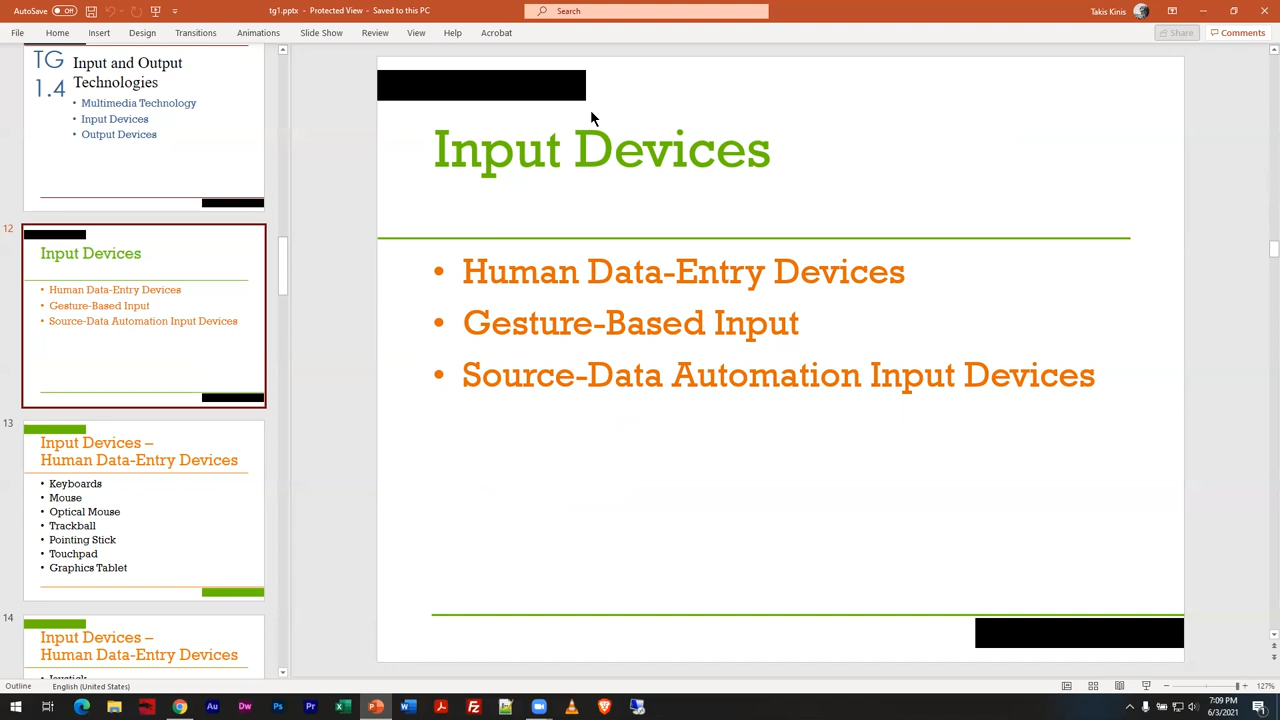 AutoSave Off tg1.pptx - Protected View • Saved to this PC Search Takis Kinis
File Home Insert Design Transitions Animations Slide Show Review View Help Acrobat Share Comments
TG
1.4
Input and Output
Technologies
• Multimedia Technology
• Input Devices
• Output Devices
12
Input Devices
• Human Data-Entry Devices
• Gesture-Based Input
• Source-Data Automation Input Devices
13
Input Devices –
Human Data-Entry Devices
• Keyboards
• Mouse
• Optical Mouse
• Trackball
• Pointing Stick
• Touchpad
• Graphics Tablet
14
Input Devices –
Human Data-Entry Devices
Input Devices
• Human Data-Entry Devices
• Gesture-Based Input
• Source-Data Automation Input Devices
Outline English (United States) 127%
Au Dw Ps Pr
7:09 PM
6/3/2021